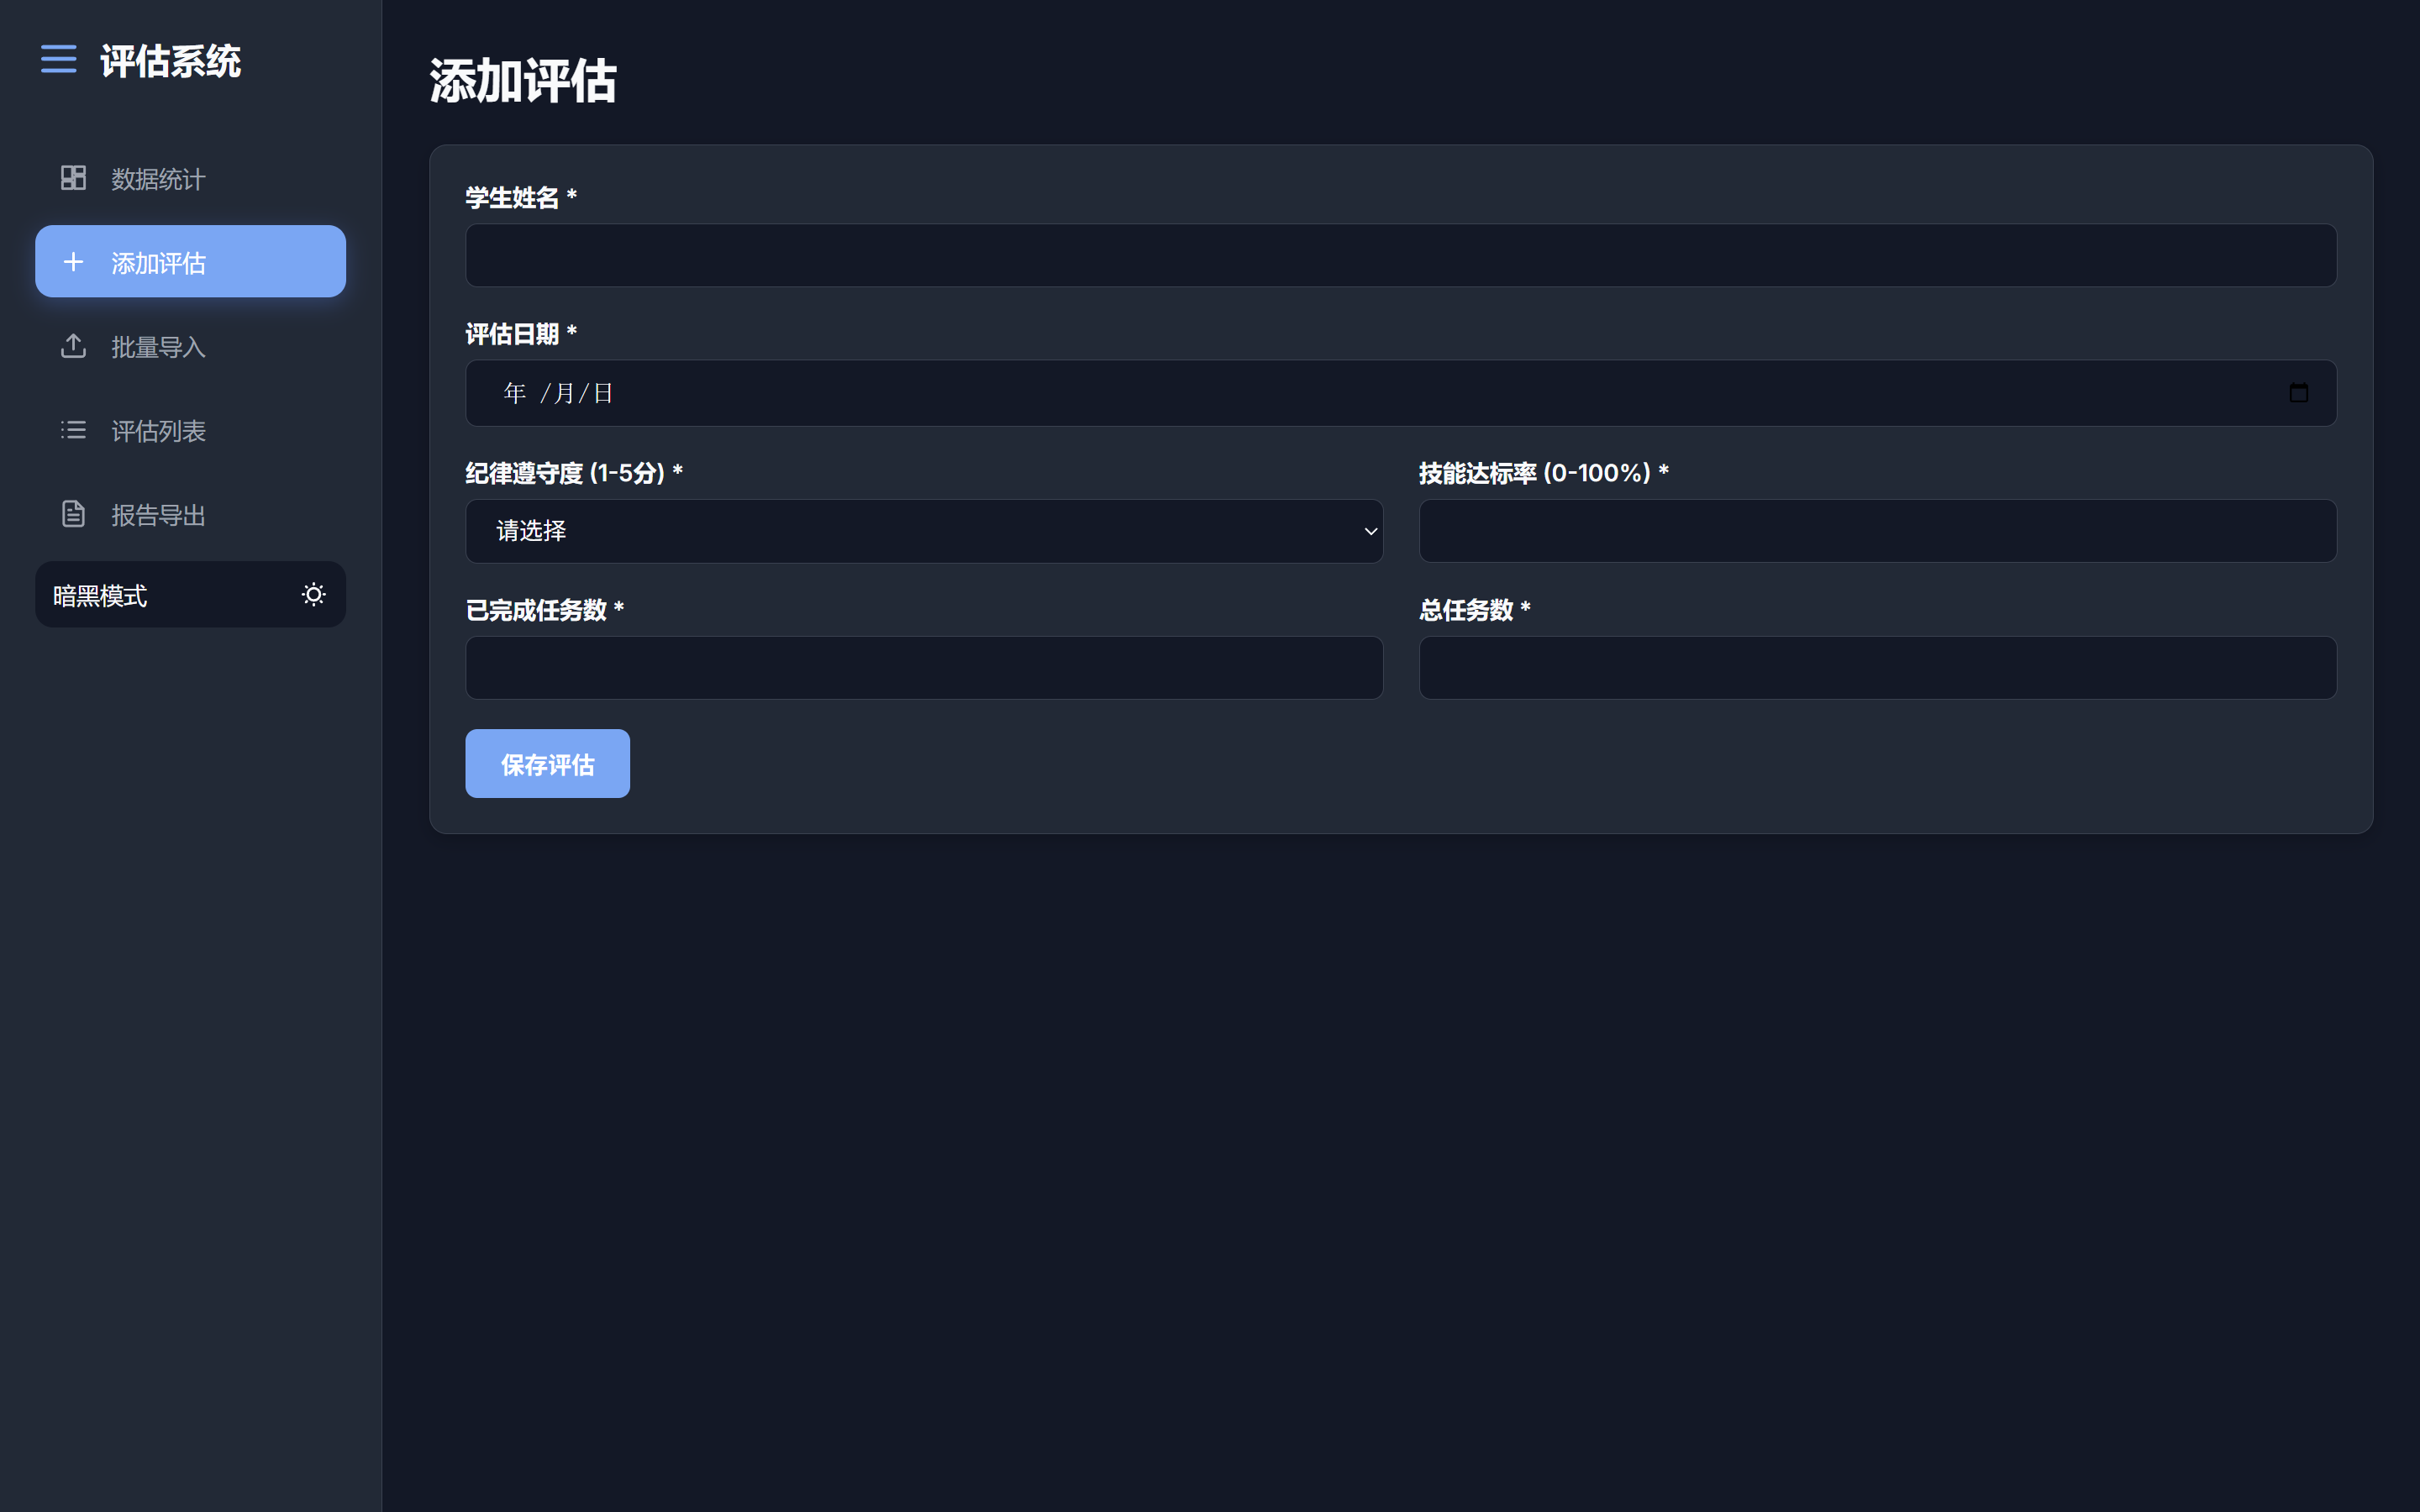 评估系统
数据统计
添加评估
批量导入
评估列表
报告导出
暗黑模式
添加评估
学生姓名 *
评估日期 *
年 /月/日
纪律遵守度 (1-5分) *
技能达标率 (0-100%) *
请选择
已完成任务数 *
总任务数 *
保存评估